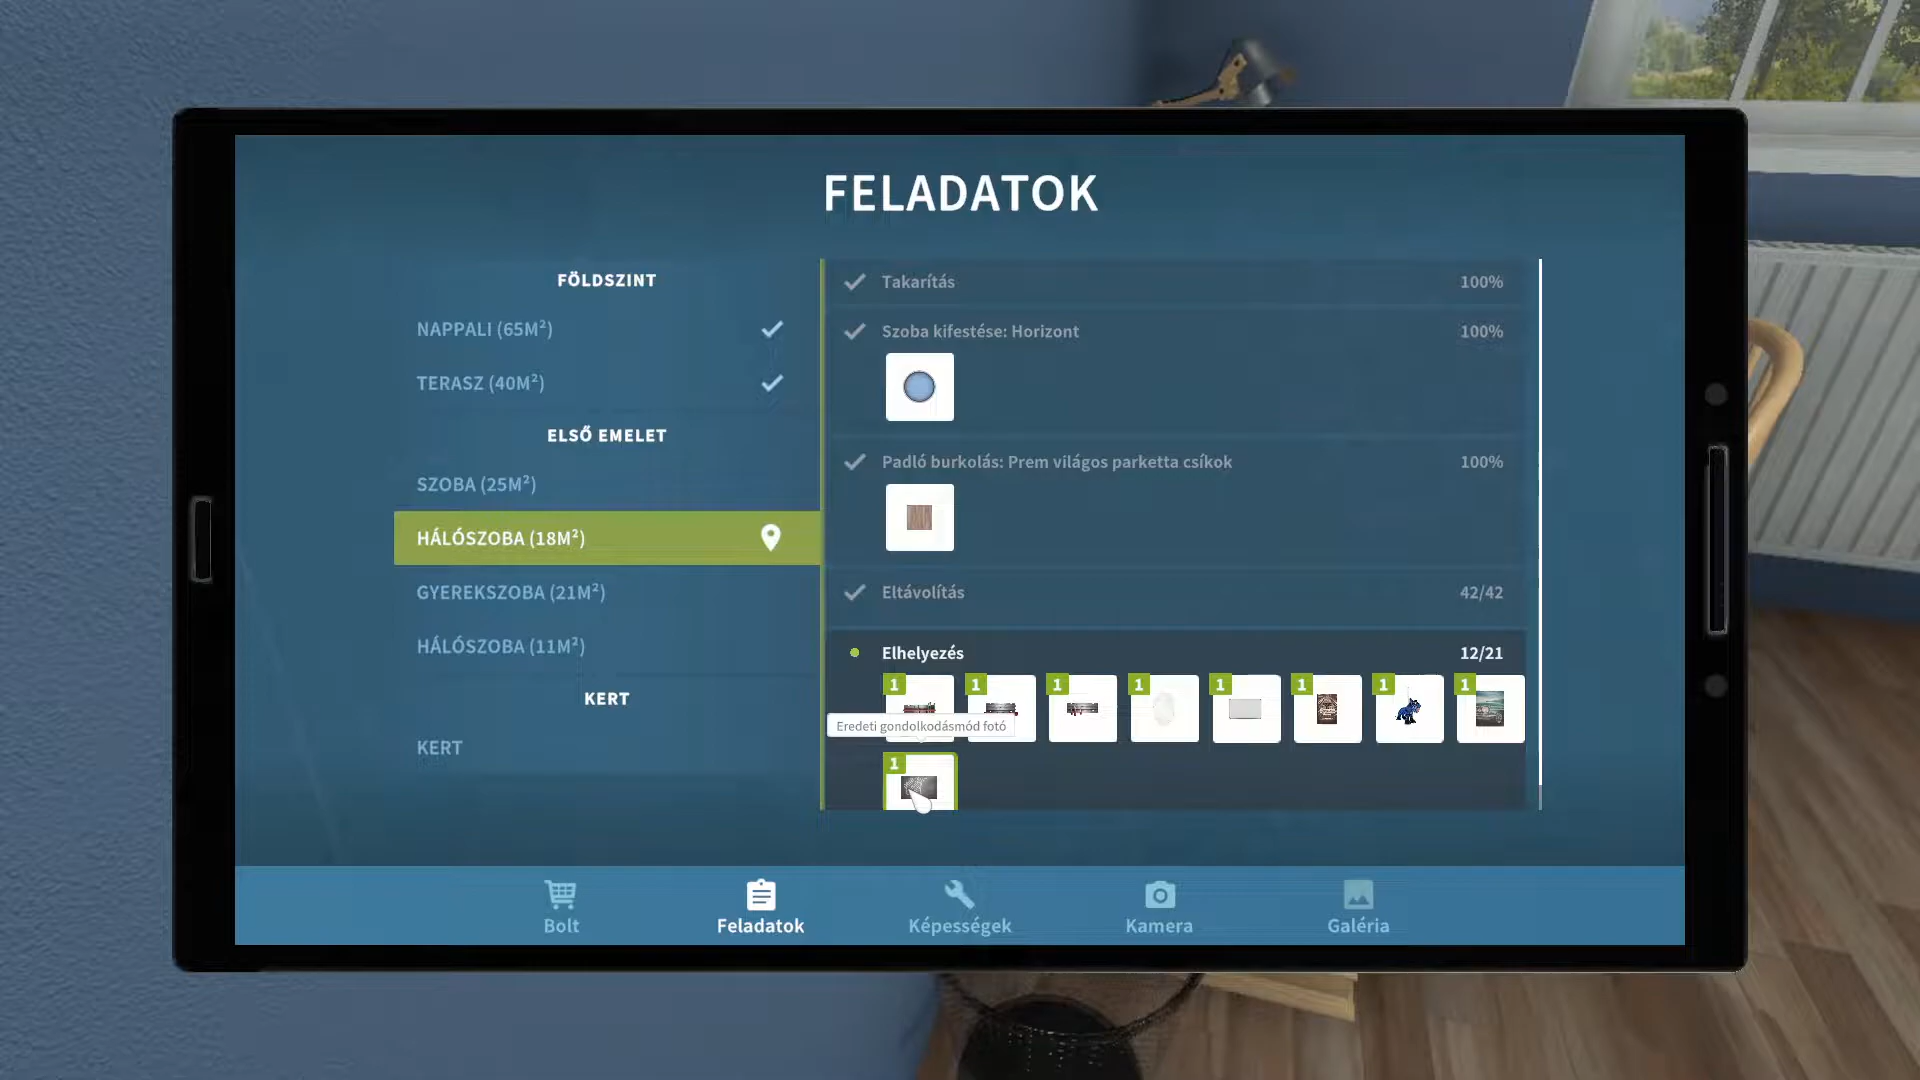 FELADATOK
FÖLDSZINT
NAPPALI (65M²)
TERASZ (40M²)
ELSŐ EMELET
SZOBA (25M²)
HÁLÓSZOBA (18M²)
GYEREKSZOBA (21M²)
HÁLÓSZOBA (11M²)
KERT
KERT
Takarítás 100%
Szoba kifestése: Horizont 100%
Padló burkolás: Prem világos parketta csíkok 100%
Eltávolítás 42/42
Elhelyezés 12/21
1 1 1 1 1 1 1 1
Eredeti gondolkodásmód fotó
1
Bolt Feladatok Képességek Kamera Galéria